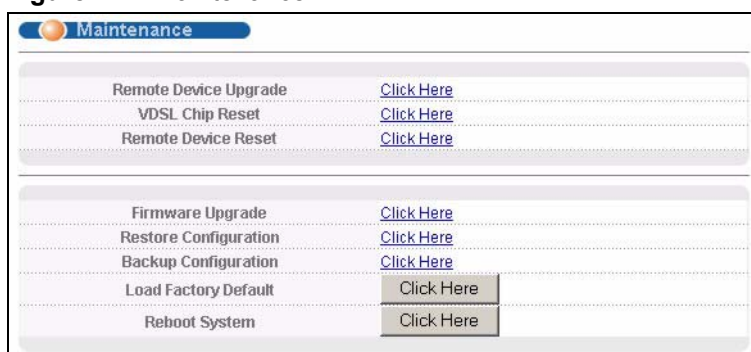 Maintenance
Remote Device Upgrade Click Here
VDSL Chip Reset Click Here
Remote Device Reset Click Here
Firmware Upgrade Click Here
Restore Configuration Click Here
Backup Configuration Click Here
Load Factory Default Click Here
Reboot System Click Here